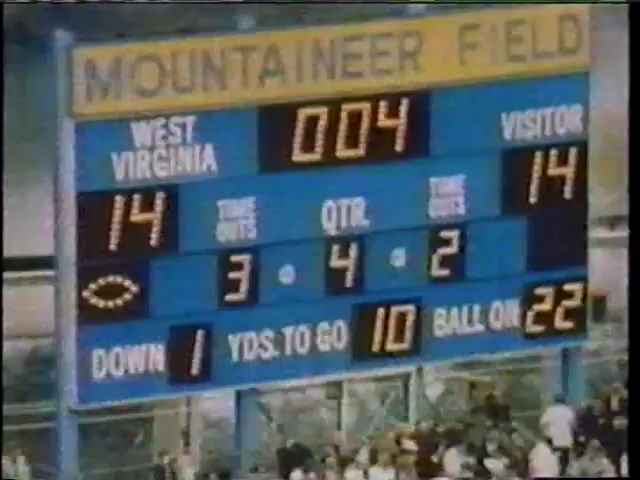 MOUNTAINEER FIELD
WEST VIRGINIA 004 VISITOR
14 TIME OUTS QTR. TIME OUTS 14
3 4 2
DOWN 1 YDS. TO GO 10 BALL ON 22